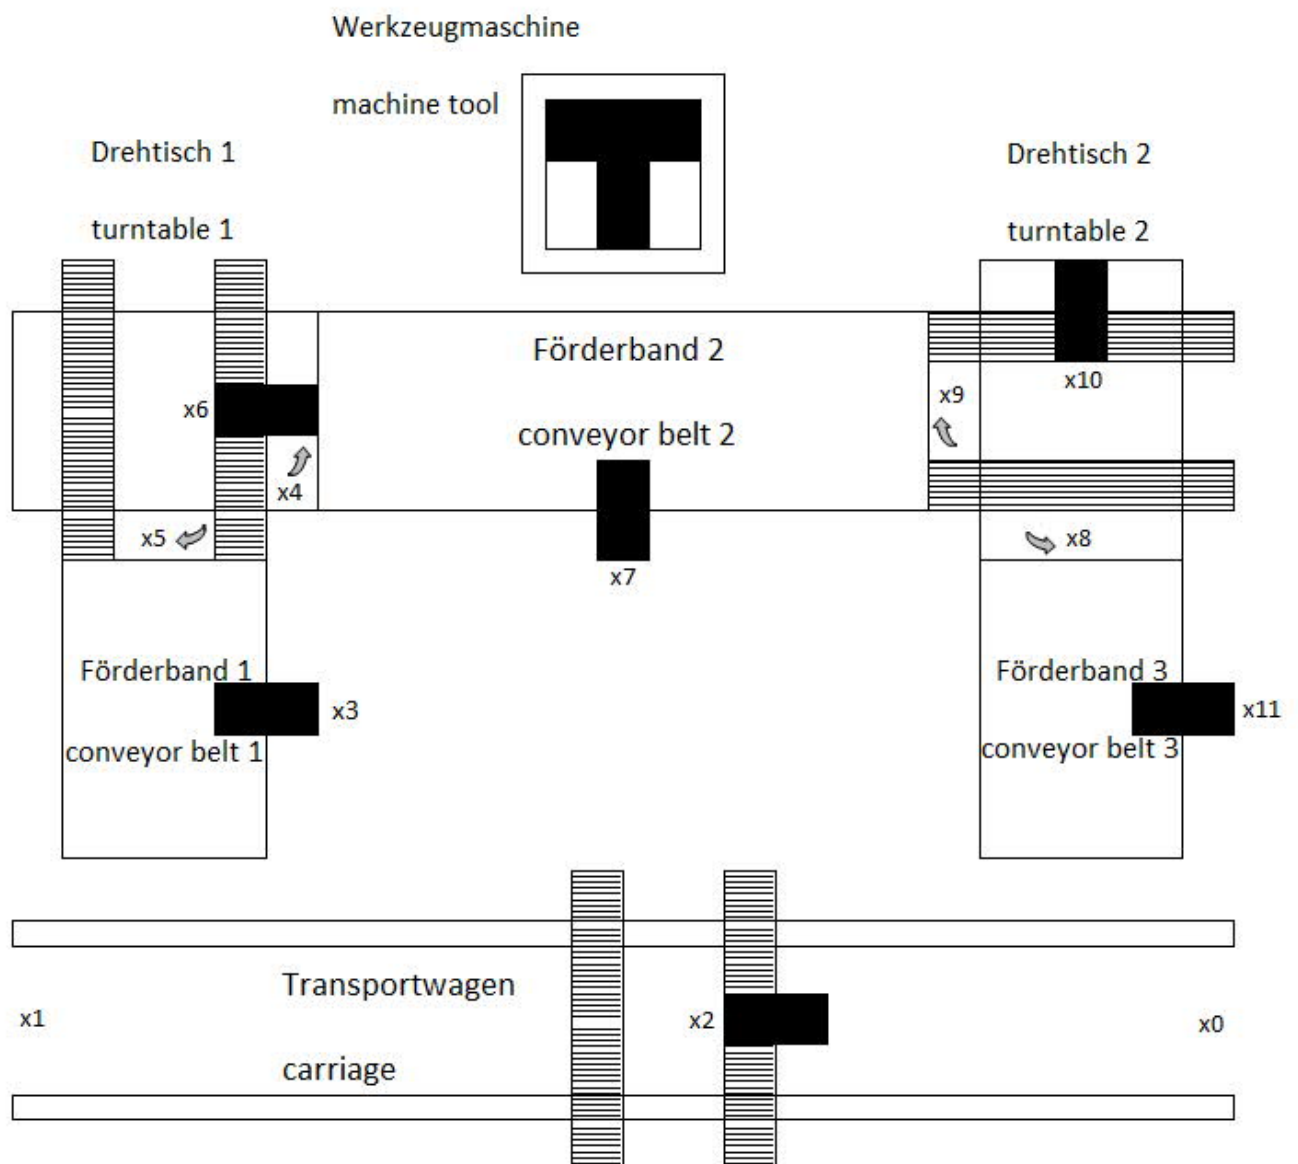 Werkzeugmaschine
machine tool
Drehtisch 1
turntable 1
Drehtisch 2
turntable 2
Förderband 2
conveyor belt 2
x6
x4
x5
x7
x9
x10
x8
Förderband 1
conveyor belt 1
x3
Förderband 3
conveyor belt 3
x11
Transportwagen
carriage
x1
x2
x0